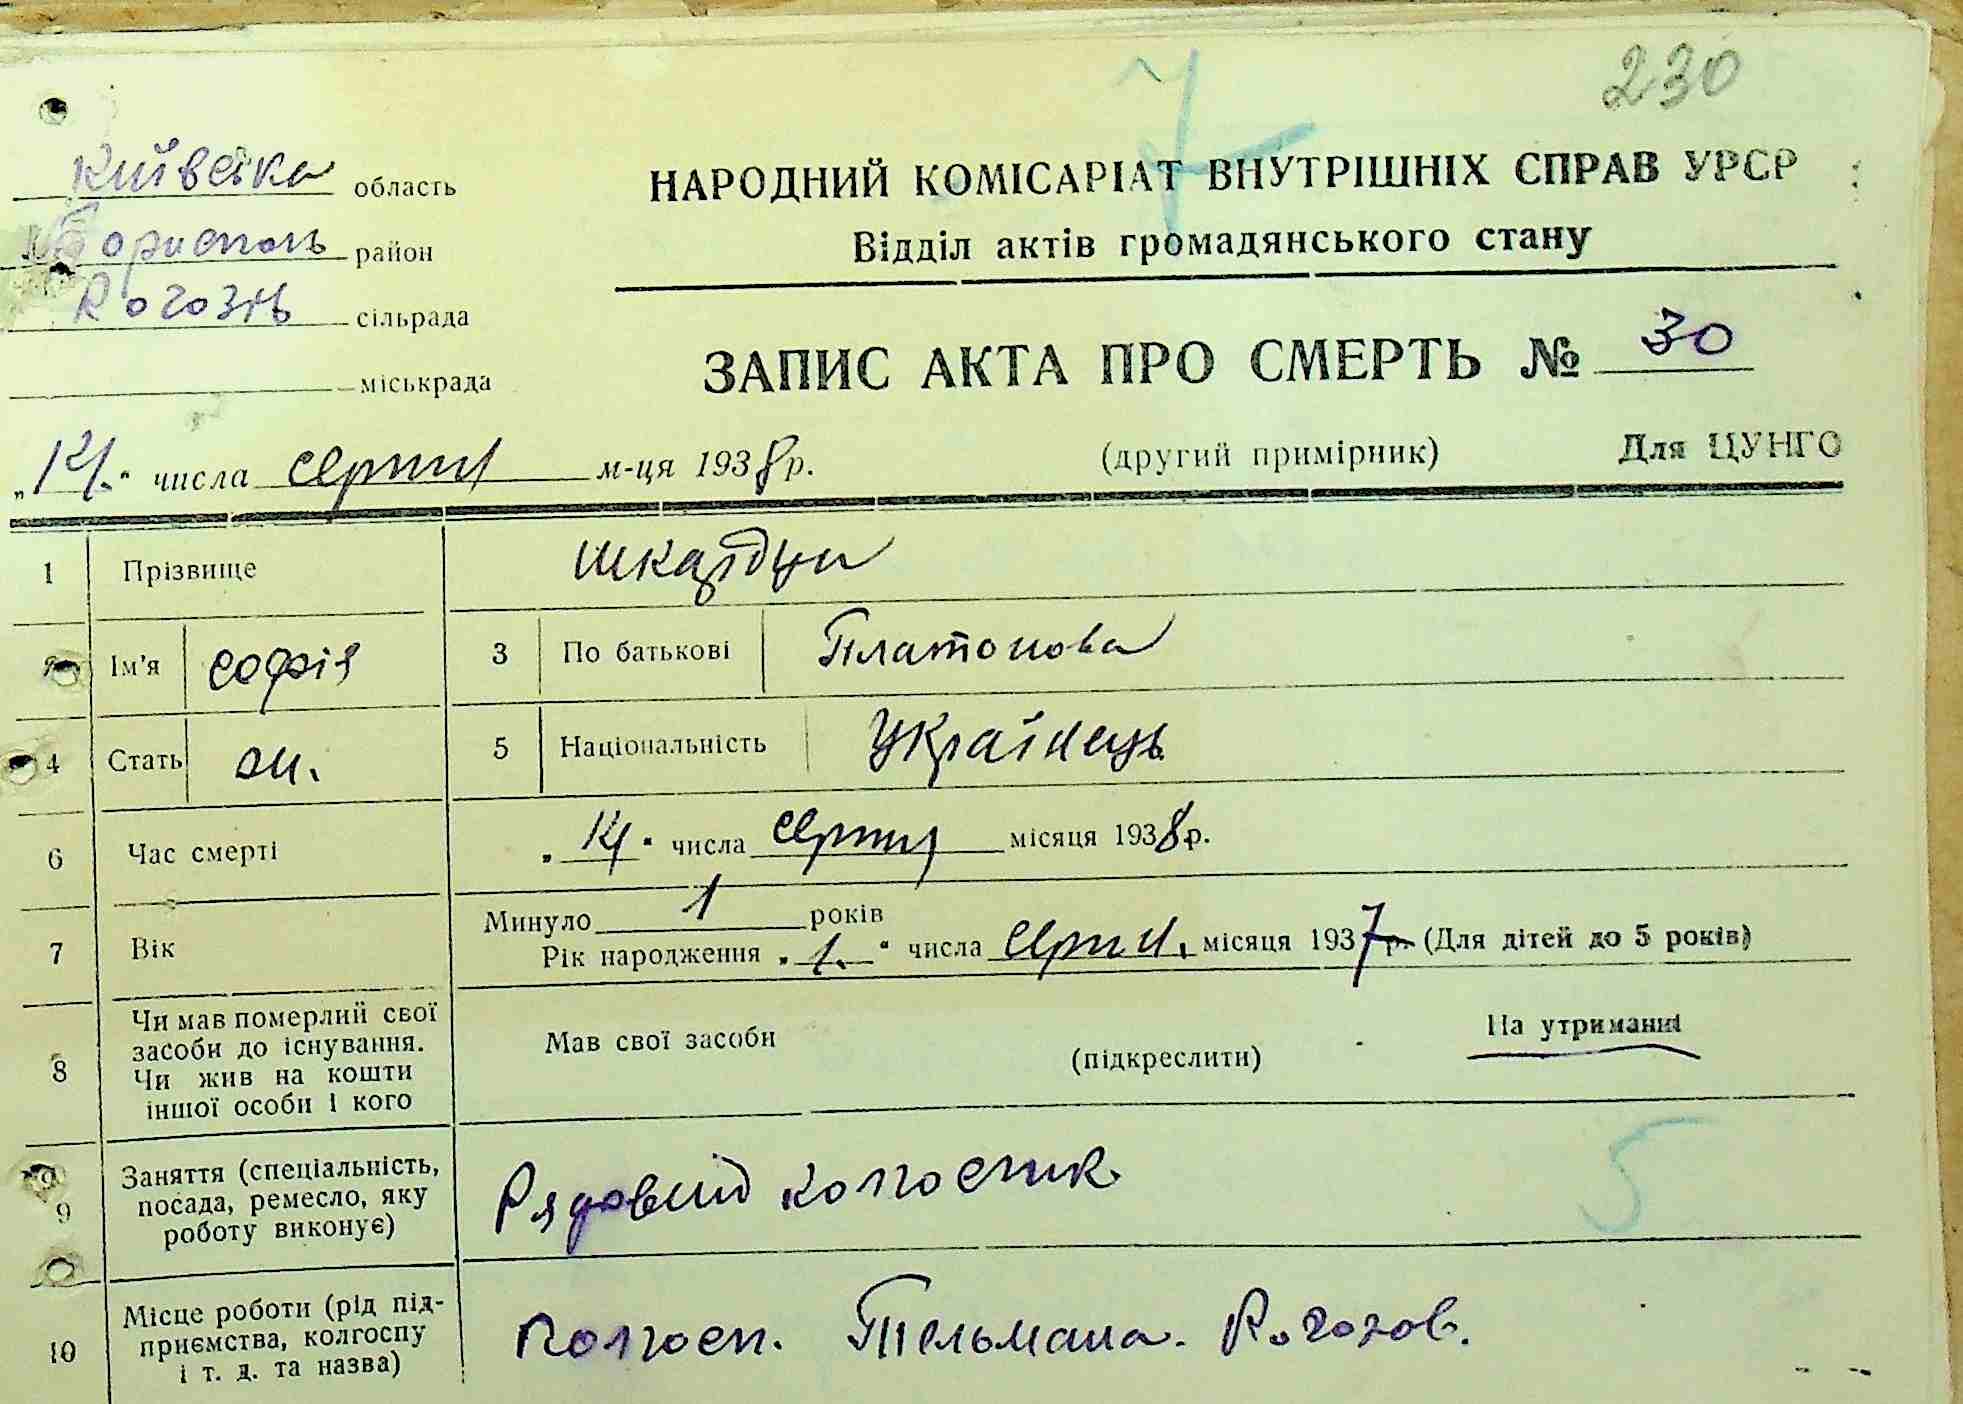 7
230
Київська область
Борисполь район
Рогозів сільрада
міськрада
НАРОДНИЙ КОМІСАРІАТ ВНУТРІШНІХ СПРАВ УРСР
Відділ актів громадянського стану
ЗАПИС АКТА ПРО СМЕРТЬ № 30
„14.“ числа серпня м-ця 1938 р. (другий примірник) Для ЦУНГО
1 Прізвище
2 Ім'я Софія 3 По батькові Платонова
4 Стать ж. 5 Національність Українець
6 Час смерті „14“ числа серпня місяця 1938 р.
7 Вік Минуло 1 років
Рік народження „1.“ числа серпн. місяця 1937 р. (Для дітей до 5 років)
8 Чи мав померлий свої засоби до існування. Чи жив на кошти іншої особи і кого Мав свої засоби (підкреслити) На утриманні
5
9 Заняття (спеціальність, посада, ремесло, яку роботу виконує) Рядовий колгоспник
10 Місце роботи (рід під-приємства, колгоспу і т. д. та назва) Колгосп. Тельмана. Рогозов.